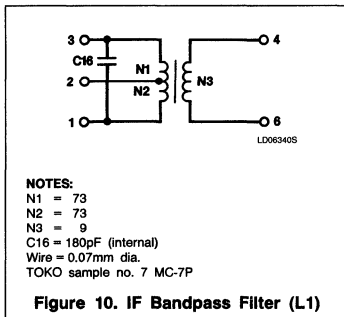 3
4
C16
N1
2
N2
N3
1
6
LD06340S
NOTES:
N1 = 73
N2 = 73
N3 = 9
C16 = 180pF (internal)
Wire = 0.07mm dia.
TOKO sample no. 7 MC-7P
Figure 10. IF Bandpass Filter (L1)